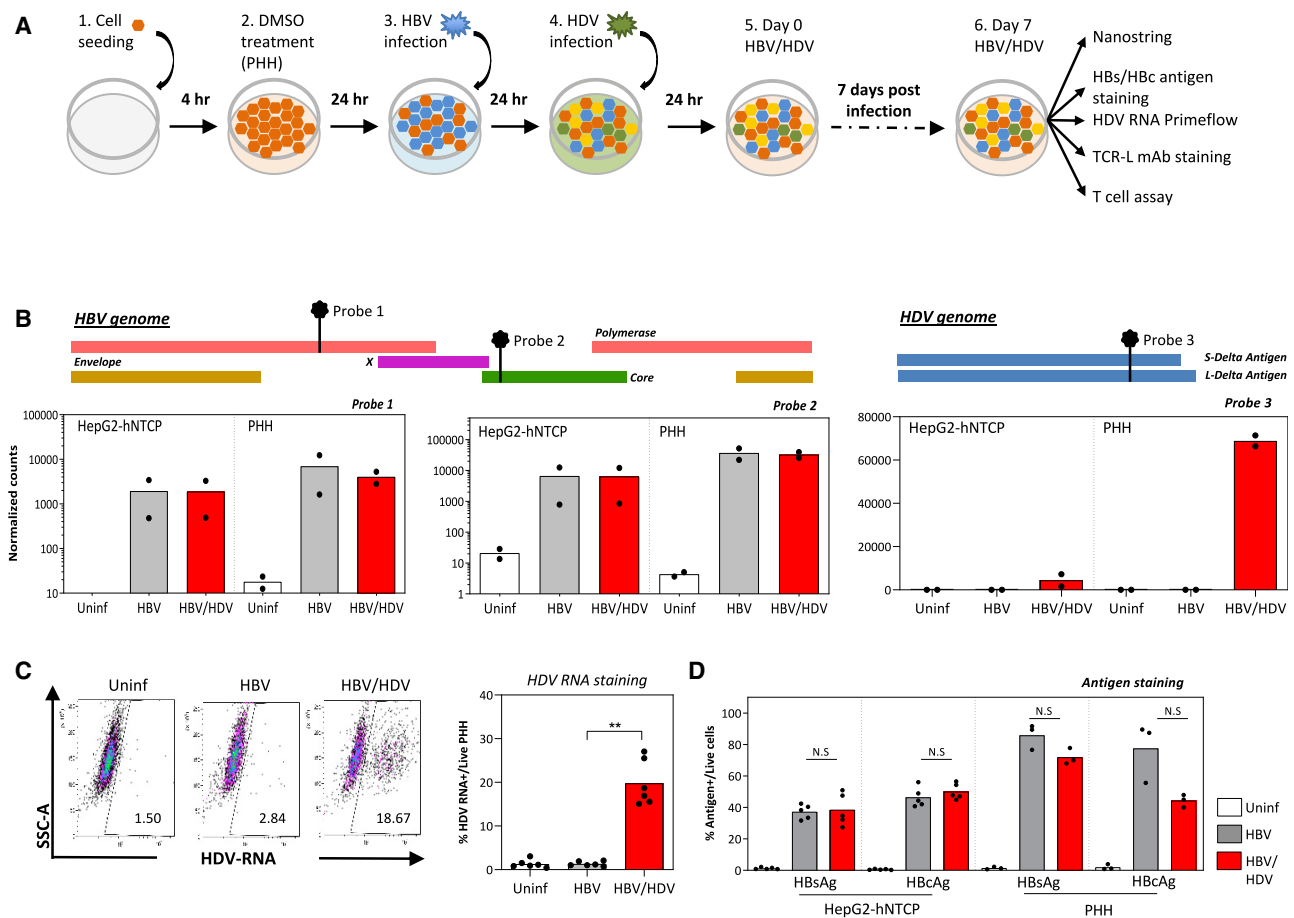 A
1. Cell
seeding
2. DMSO
treatment
(PHH)
3. HBV
infection
4. HDV
infection
5. Day 0
HBV/HDV
6. Day 7
HBV/HDV
4 hr
24 hr
24 hr
24 hr
7 days post
infection
Nanostring
HBs/HBc antigen
staining
HDV RNA Primeflow
TCR-L mAb staining
T cell assay
B
HBV genome
Probe 1
Probe 2
Polymerase
Envelope
X
Core
HDV genome
Probe 3
S-Delta Antigen
L-Delta Antigen
Probe 1
HepG2-hNTCP
PHH
Normalized counts
100000
10000
1000
100
10
Uninf
HBV
HBV/HDV
Uninf
HBV
HBV/HDV
Probe 2
HepG2-hNTCP
PHH
100000
10000
1000
100
10
1
Uninf
HBV
HBV/HDV
Uninf
HBV
HBV/HDV
Probe 3
HepG2-hNTCP
PHH
80000
60000
40000
20000
0
Uninf
HBV
HBV/HDV
Uninf
HBV
HBV/HDV
C
Uninf
HBV
HBV/HDV
1.50
2.84
18.67
SSC-A
HDV-RNA
HDV RNA staining
% HDV RNA+/Live PHH
40
30
20
10
0
**
Uninf
HBV
HBV/HDV
D
Antigen staining
% Antigen+/Live cells
100
80
60
40
20
0
N.S
N.S
N.S
N.S
HBsAg
HBcAg
HBsAg
HBcAg
HepG2-hNTCP
PHH
Uninf
HBV
HBV/
HDV